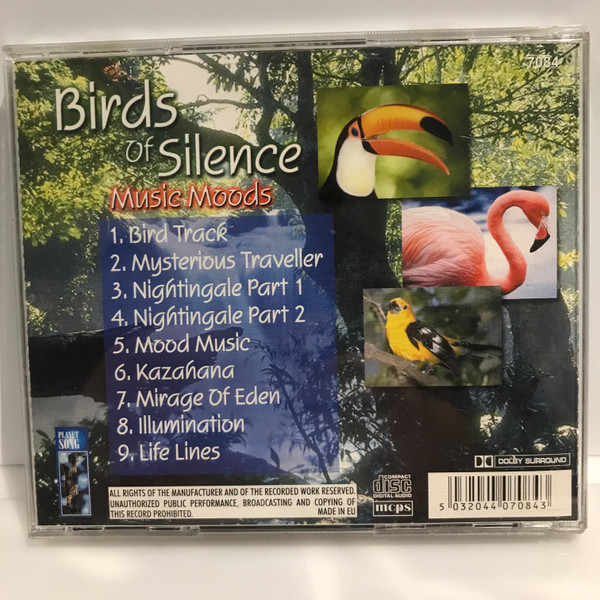 7084
Birds
Of Silence
Music Moods
1. Bird Track
2. Mysterious Traveller
3. Nightingale Part 1
4. Nightingale Part 2
5. Mood Music
6. Kazahana
7. Mirage Of Eden
8. Illumination
9. Life Lines
PLANET
SONG
ALL RIGHTS OF THE MANUFACTURER AND OF THE RECORDED WORK RESERVED.
UNAUTHORIZED PUBLIC PERFORMANCE, BROADCASTING AND COPYING OF
THIS RECORD PROHIBITED. MADE IN EU
COMPACT
disc
DIGITAL AUDIO
mcps
DOLBY SURROUND
5 032044 070843